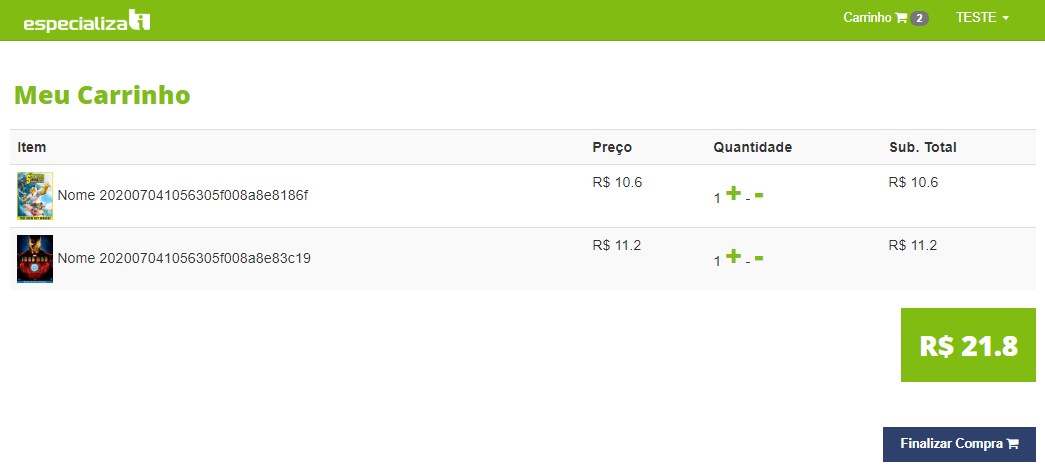 especializati
Carrinho 2 TESTE
Meu Carrinho
Item Preço Quantidade Sub. Total
Nome 202007041056305f008a8e8186f R$ 10.6 1 + - - R$ 10.6
Nome 202007041056305f008a8e83c19 R$ 11.2 1 + - - R$ 11.2
R$ 21.8
Finalizar Compra